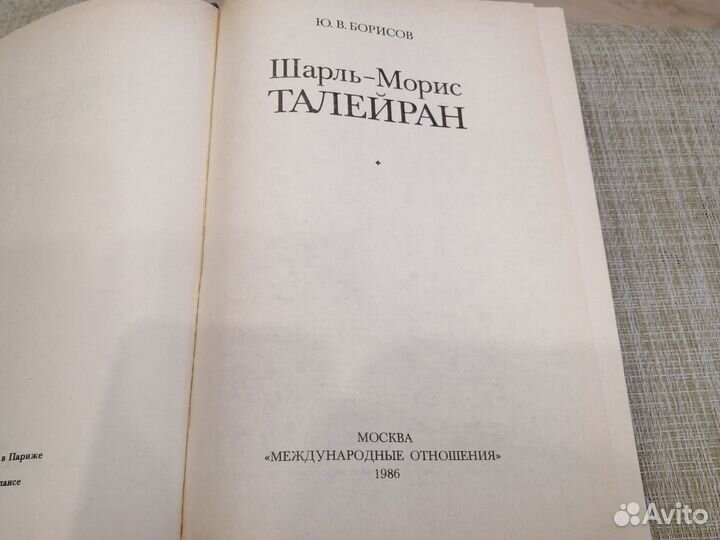 Ю. В. БОРИСОВ
Шарль-Морис
ТАЛЕЙРАН
МОСКВА
«МЕЖДУНАРОДНЫЕ ОТНОШЕНИЯ»
1986
в Париже
Avito